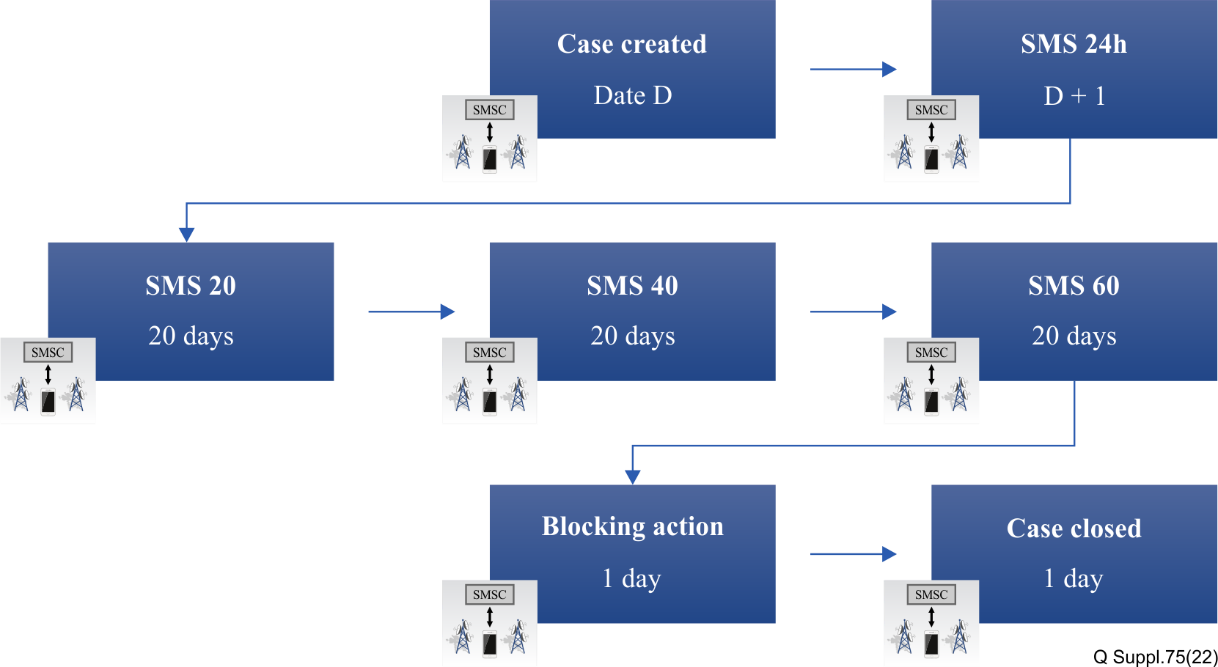 Case created
Date D
SMSC
SMS 24h
D + 1
SMSC
SMS 20
20 days
SMSC
SMS 40
20 days
SMSC
SMS 60
20 days
SMSC
Blocking action
1 day
SMSC
Case closed
1 day
SMSC
Q Suppl.75(22)